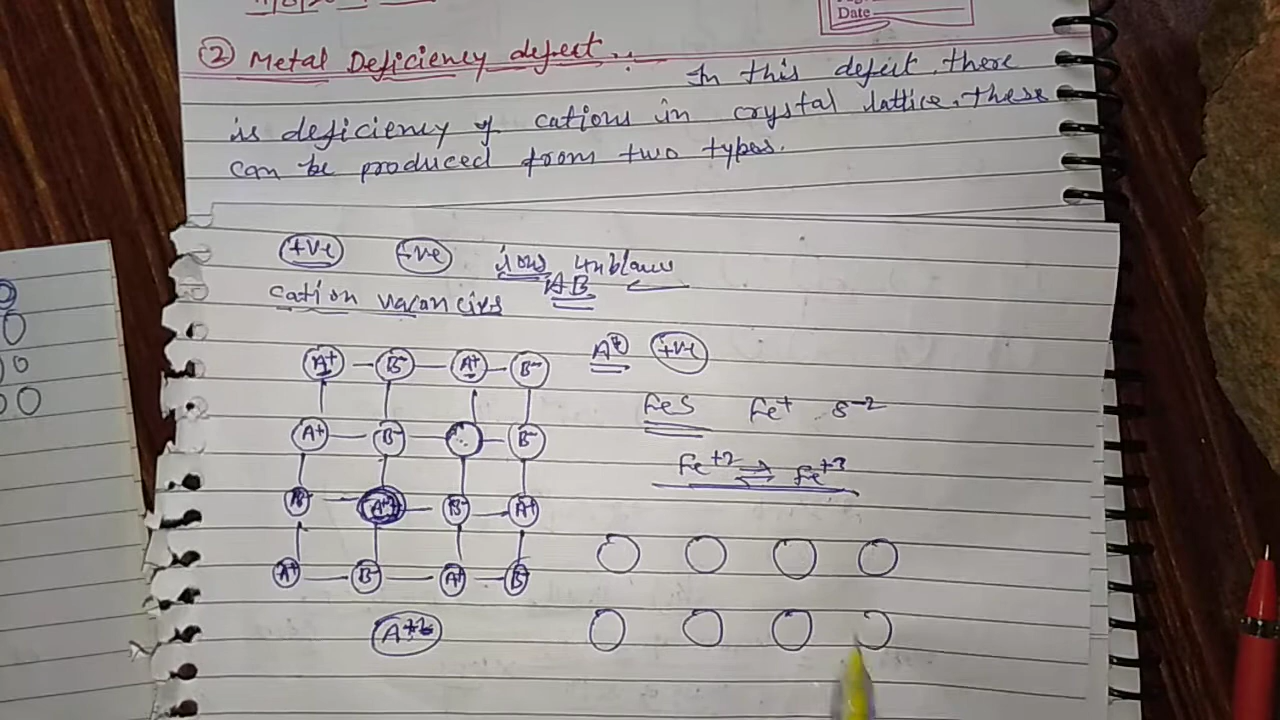 Date
② Metal Deficiency defect..
In this defect, there
is deficiency of cations in crystal lattice. These
can be produced from two types.
+ve +ve ions
AB
cation vacancies
A+ B- A+ B- A+ +ve
FeS Fe+ S-2
A+ B- B-
Fe+2 ⇌ Fe+3
B- B- A+
A+ B- A+ B-